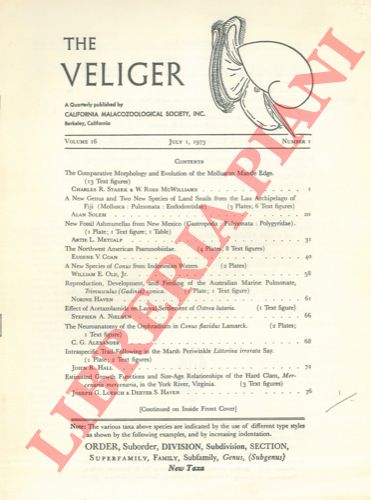 THE
VELIGER
A Quarterly published by
CALIFORNIA MALACOZOOLOGICAL SOCIETY, INC.
Berkeley, California
VOLUME 16 JULY 1, 1973 NUMBER 1
CONTENTS
The Comparative Morphology and Evolution of the Molluscan Mantle Edge.
(13 Text figures)
CHARLES R. STASEK & W. ROSS MCWILLIAMS . . . . 1
A New Genus and Two New Species of Land Snails from the Lau Archipelago of
Fiji (Mollusca : Pulmonata : Endodontidae) (3 Plates; 6 Text figures)
ALAN SOLEM . . . . 20
New Fossil Ashmunellas from New Mexico (Gastropoda : Pulmonata : Polygyridae).
(1 Plate; 1 Text figure; 1 Table)
ARTIE L. METCALF . . . . 31
The Northwest American Psammobiidae. (4 Plates; 8 Text figures)
EUGENE V. COAN . . . . 40
A New Species of Conus from Indonesian Waters. (2 Plates)
WILLIAM E. OLD, JR. . . . . 58
Reproduction, Development, and Feeding of the Australian Marine Pulmonate,
Trimusculus (Gadinia) conica. (1 Plate; 1 Text figure)
NORINE HAVEN . . . . 61
Effect of Acetazolamide on Larval Settlement of Ostrea lutaria. (1 Text figure)
STEPHEN A. NIELSEN . . . . 66
The Neuroanatomy of the Osphradium in Conus flavidus Lamarck. (2 Plates;
1 Text figure)
C. G. ALEXANDER . . . . 68
Intraspecific Trail-Following in the Marsh Periwinkle Littorina irrorata Say.
(1 Plate; 2 Text figures)
JOHN R. HALL . . . . 72
Estimated Growth Functions and Size-Age Relationships of the Hard Clam, Mer-
cenaria mercenaria, in the York River, Virginia. (3 Text figures)
JOSEPH G. LOESCH & DEXTER S. HAVEN . . . . 76
[Continued on Inside Front Cover]
Note: The various taxa above species are indicated by the use of different type styles
as shown by the following examples, and by increasing indentation.
ORDER, Suborder, DIVISION, Subdivision, SECTION,
SUPERFAMILY, FAMILY, Subfamily, Genus, (Subgenus)
New Taxa
LIBRERIA PIANI